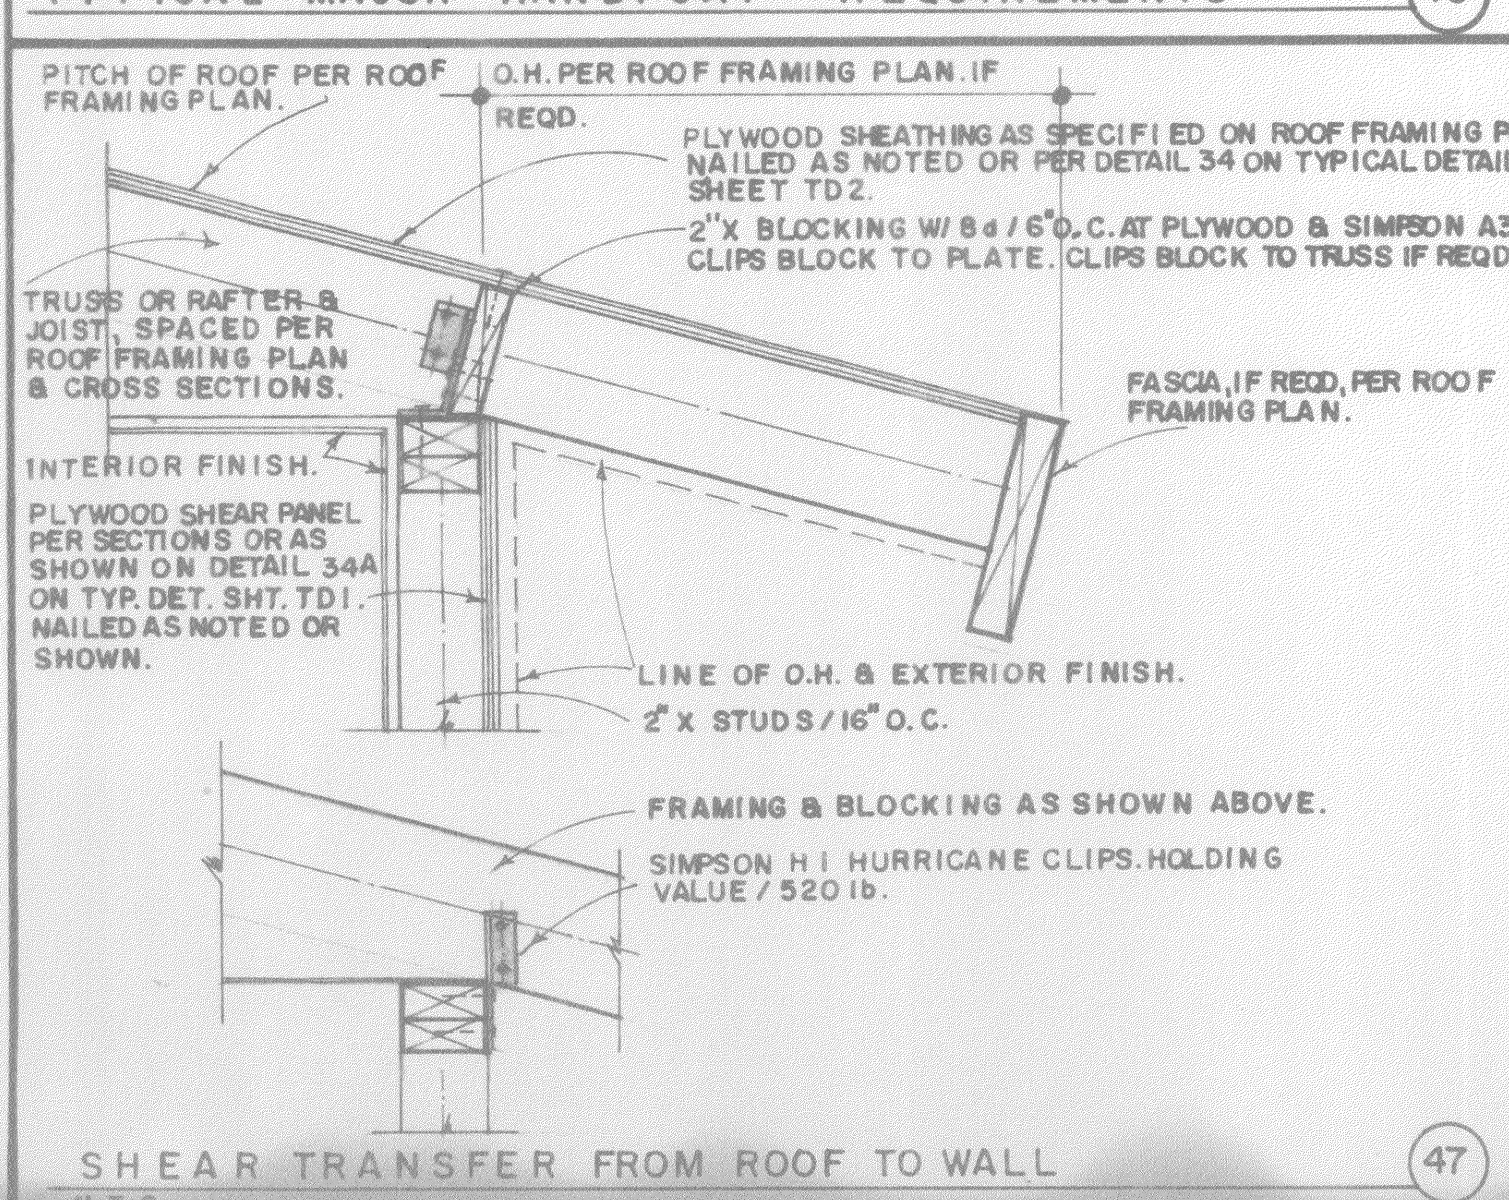 PITCH OF ROOF PER ROOF
FRAMING PLAN.
O.H. PER ROOF FRAMING PLAN. IF
REQD.
PLYWOOD SHEATHING AS SPECIFIED ON ROOF FRAMING
NAILED AS NOTED OR PER DETAIL 34 ON TYPICAL DETAIL
SHEET TD2.
2" X BLOCKING W/ 8d / 6" O.C. AT PLYWOOD & SIMPSON
CLIPS BLOCK TO PLATE. CLIPS BLOCK TO TRUSS IF REQD
TRUSS OR RAFTER &
JOIST, SPACED PER
ROOF FRAMING PLAN
& CROSS SECTIONS.
FASCIA, IF REQD, PER ROOF
FRAMING PLAN.
INTERIOR FINISH.
PLYWOOD SHEAR PANEL
PER SECTIONS OR AS
SHOWN ON DETAIL 34A
ON TYP. DET. SHT. TD1.
NAILED AS NOTED OR
SHOWN.
LINE OF O.H. & EXTERIOR FINISH.
2" X STUDS / 16" O.C.
FRAMING & BLOCKING AS SHOWN ABOVE.
SIMPSON H1 HURRICANE CLIPS. HOLDING
VALUE / 520 lb.
SHEAR TRANSFER FROM ROOF TO WALL
47